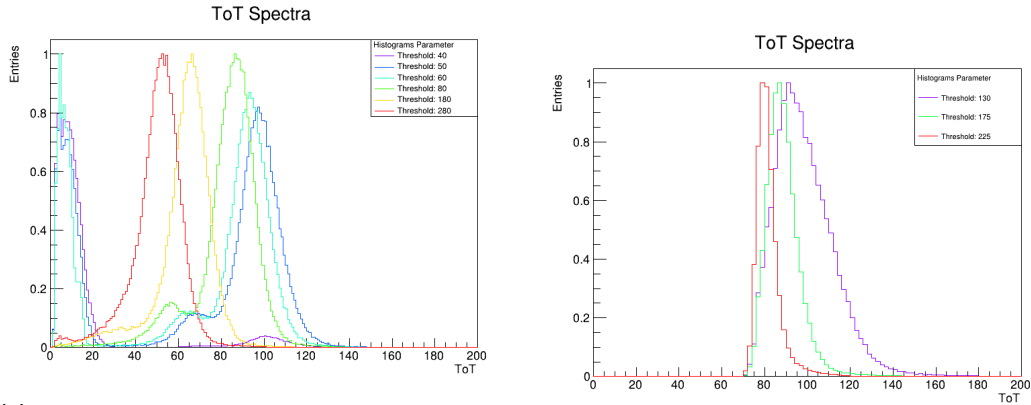 ToT Spectra
Entries
1
0.8
0.6
0.4
0.2
0
0 20 40 60 80 100 120 140 160 180 200
ToT
Histograms Parameter
Threshold: 40
Threshold: 50
Threshold: 60
Threshold: 80
Threshold: 180
Threshold: 280
ToT Spectra
Entries
1
0.8
0.6
0.4
0.2
0
0 20 40 60 80 100 120 140 160 180 200
ToT
Histograms Parameter
Threshold: 130
Threshold: 175
Threshold: 225